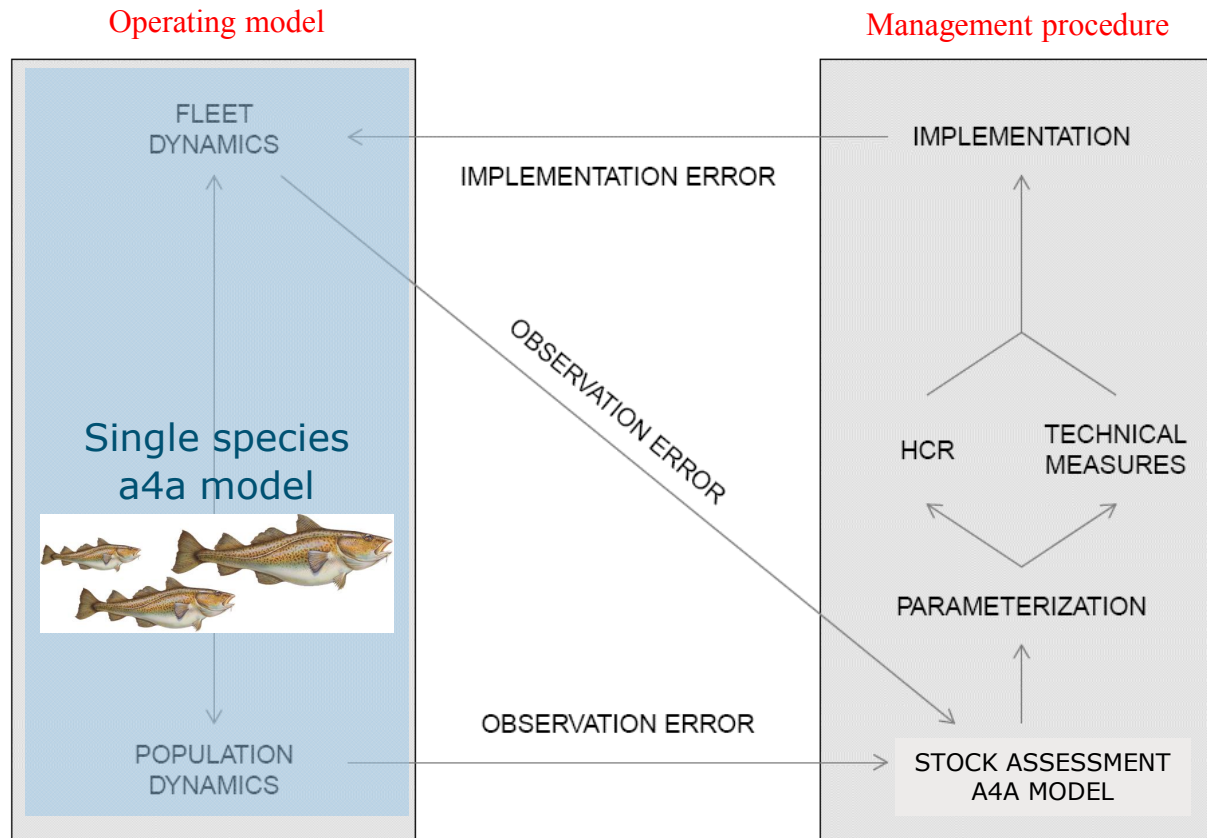 Operating model
Management procedure
FLEET
DYNAMICS
IMPLEMENTATION
IMPLEMENTATION ERROR
OBSERVATION ERROR
Single species
a4a model
HCR
TECHNICAL
MEASURES
PARAMETERIZATION
OBSERVATION ERROR
POPULATION
DYNAMICS
STOCK ASSESSMENT
A4A MODEL